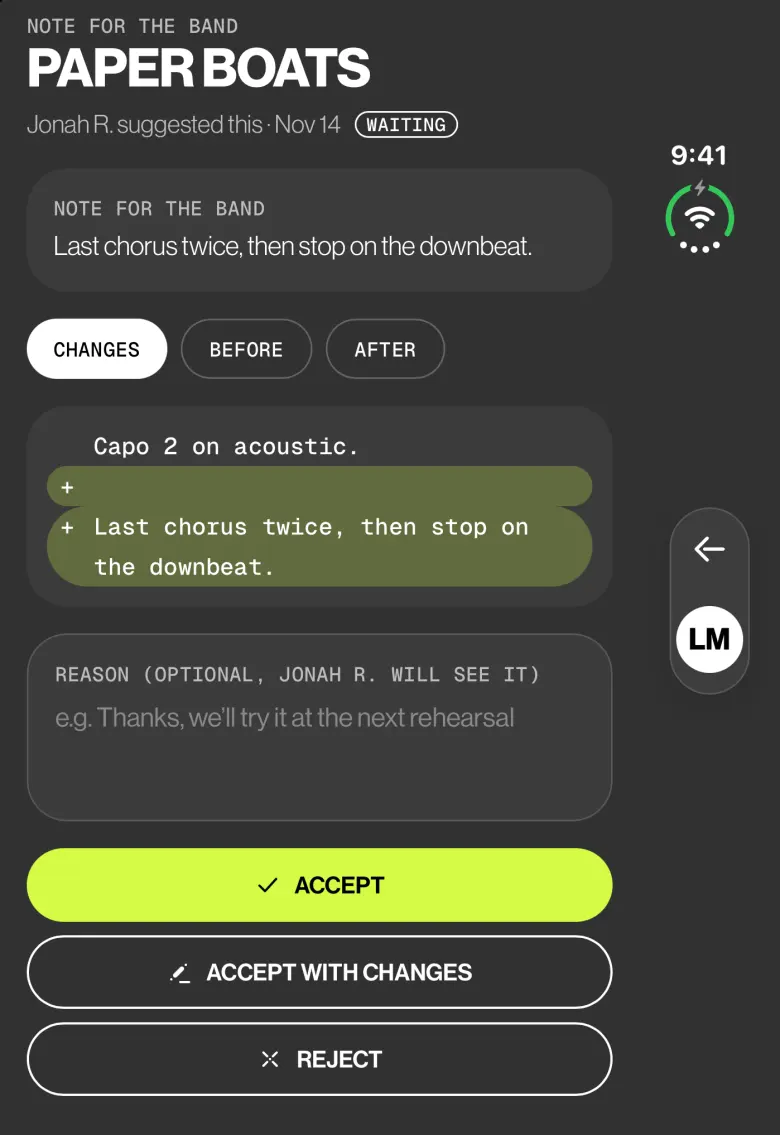 NOTE FOR THE BAND
PAPER BOATS
Jonah R. suggested this · Nov 14 WAITING
9:41
NOTE FOR THE BAND
Last chorus twice, then stop on the downbeat.
CHANGES BEFORE AFTER
Capo 2 on acoustic.
+
+ Last chorus twice, then stop on
the downbeat.
LM
REASON (OPTIONAL, JONAH R. WILL SEE IT)
e.g. Thanks, we’ll try it at the next rehearsal
ACCEPT
ACCEPT WITH CHANGES
REJECT